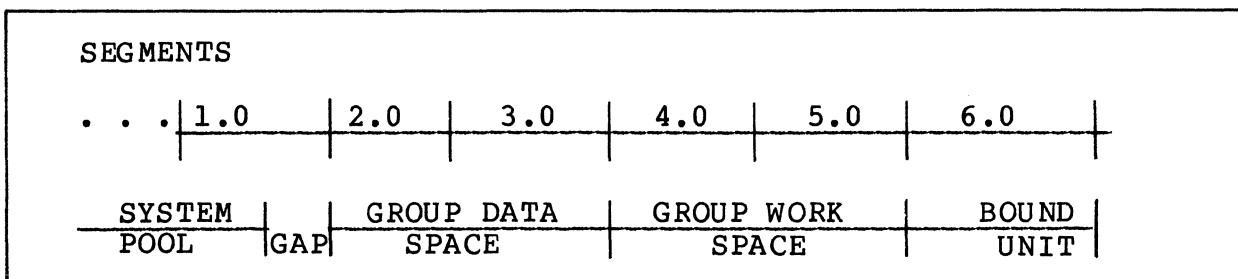 SEGMENTS
. . . 1.0 2.0 3.0 4.0 5.0 6.0
SYSTEM GROUP DATA GROUP WORK BOUND
POOL GAP SPACE SPACE UNIT